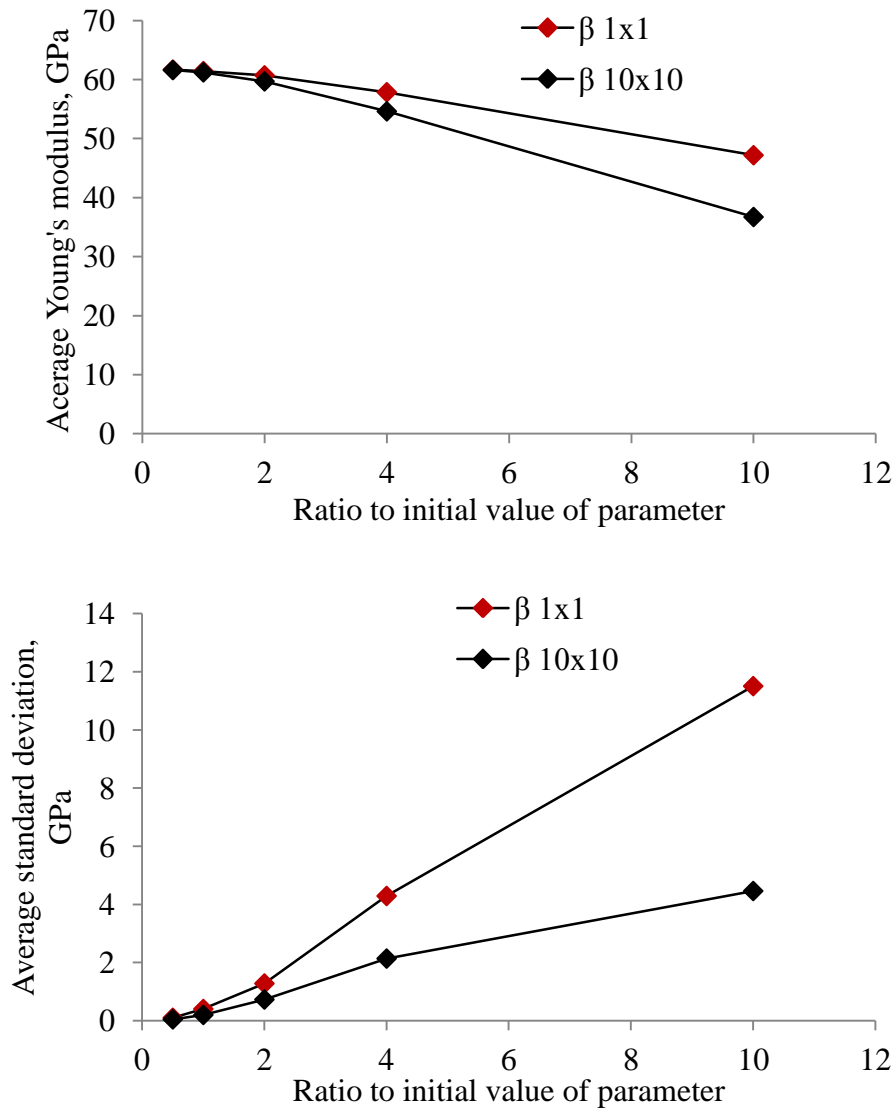 70
60
50
40
30
20
10
0
Acerage Young's modulus, GPa
β 1x1
β 10x10
0 2 4 6 8 10 12
Ratio to initial value of parameter
14
12
10
8
6
4
2
0
Average standard deviation,
GPa
β 1x1
β 10x10
0 2 4 6 8 10 12
Ratio to initial value of parameter